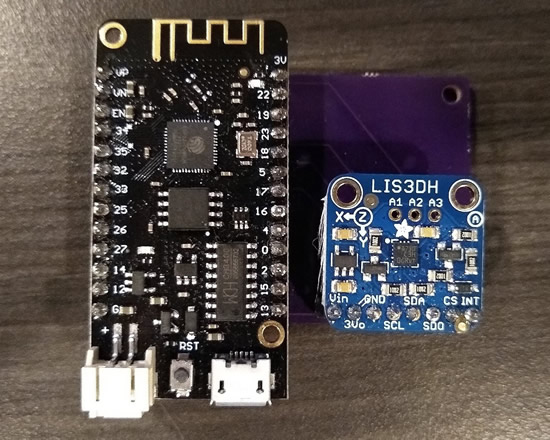 VP
VN
EN
34
35
32
33
25
26
27
14
12
G
+
RST
3V
22
19
23
18
5
17
16
4
0
2
15
13
LIS3DH
A1 A2 A3
X Z
Y
Vin GND SDA CS INT
3Vo SCL SDO